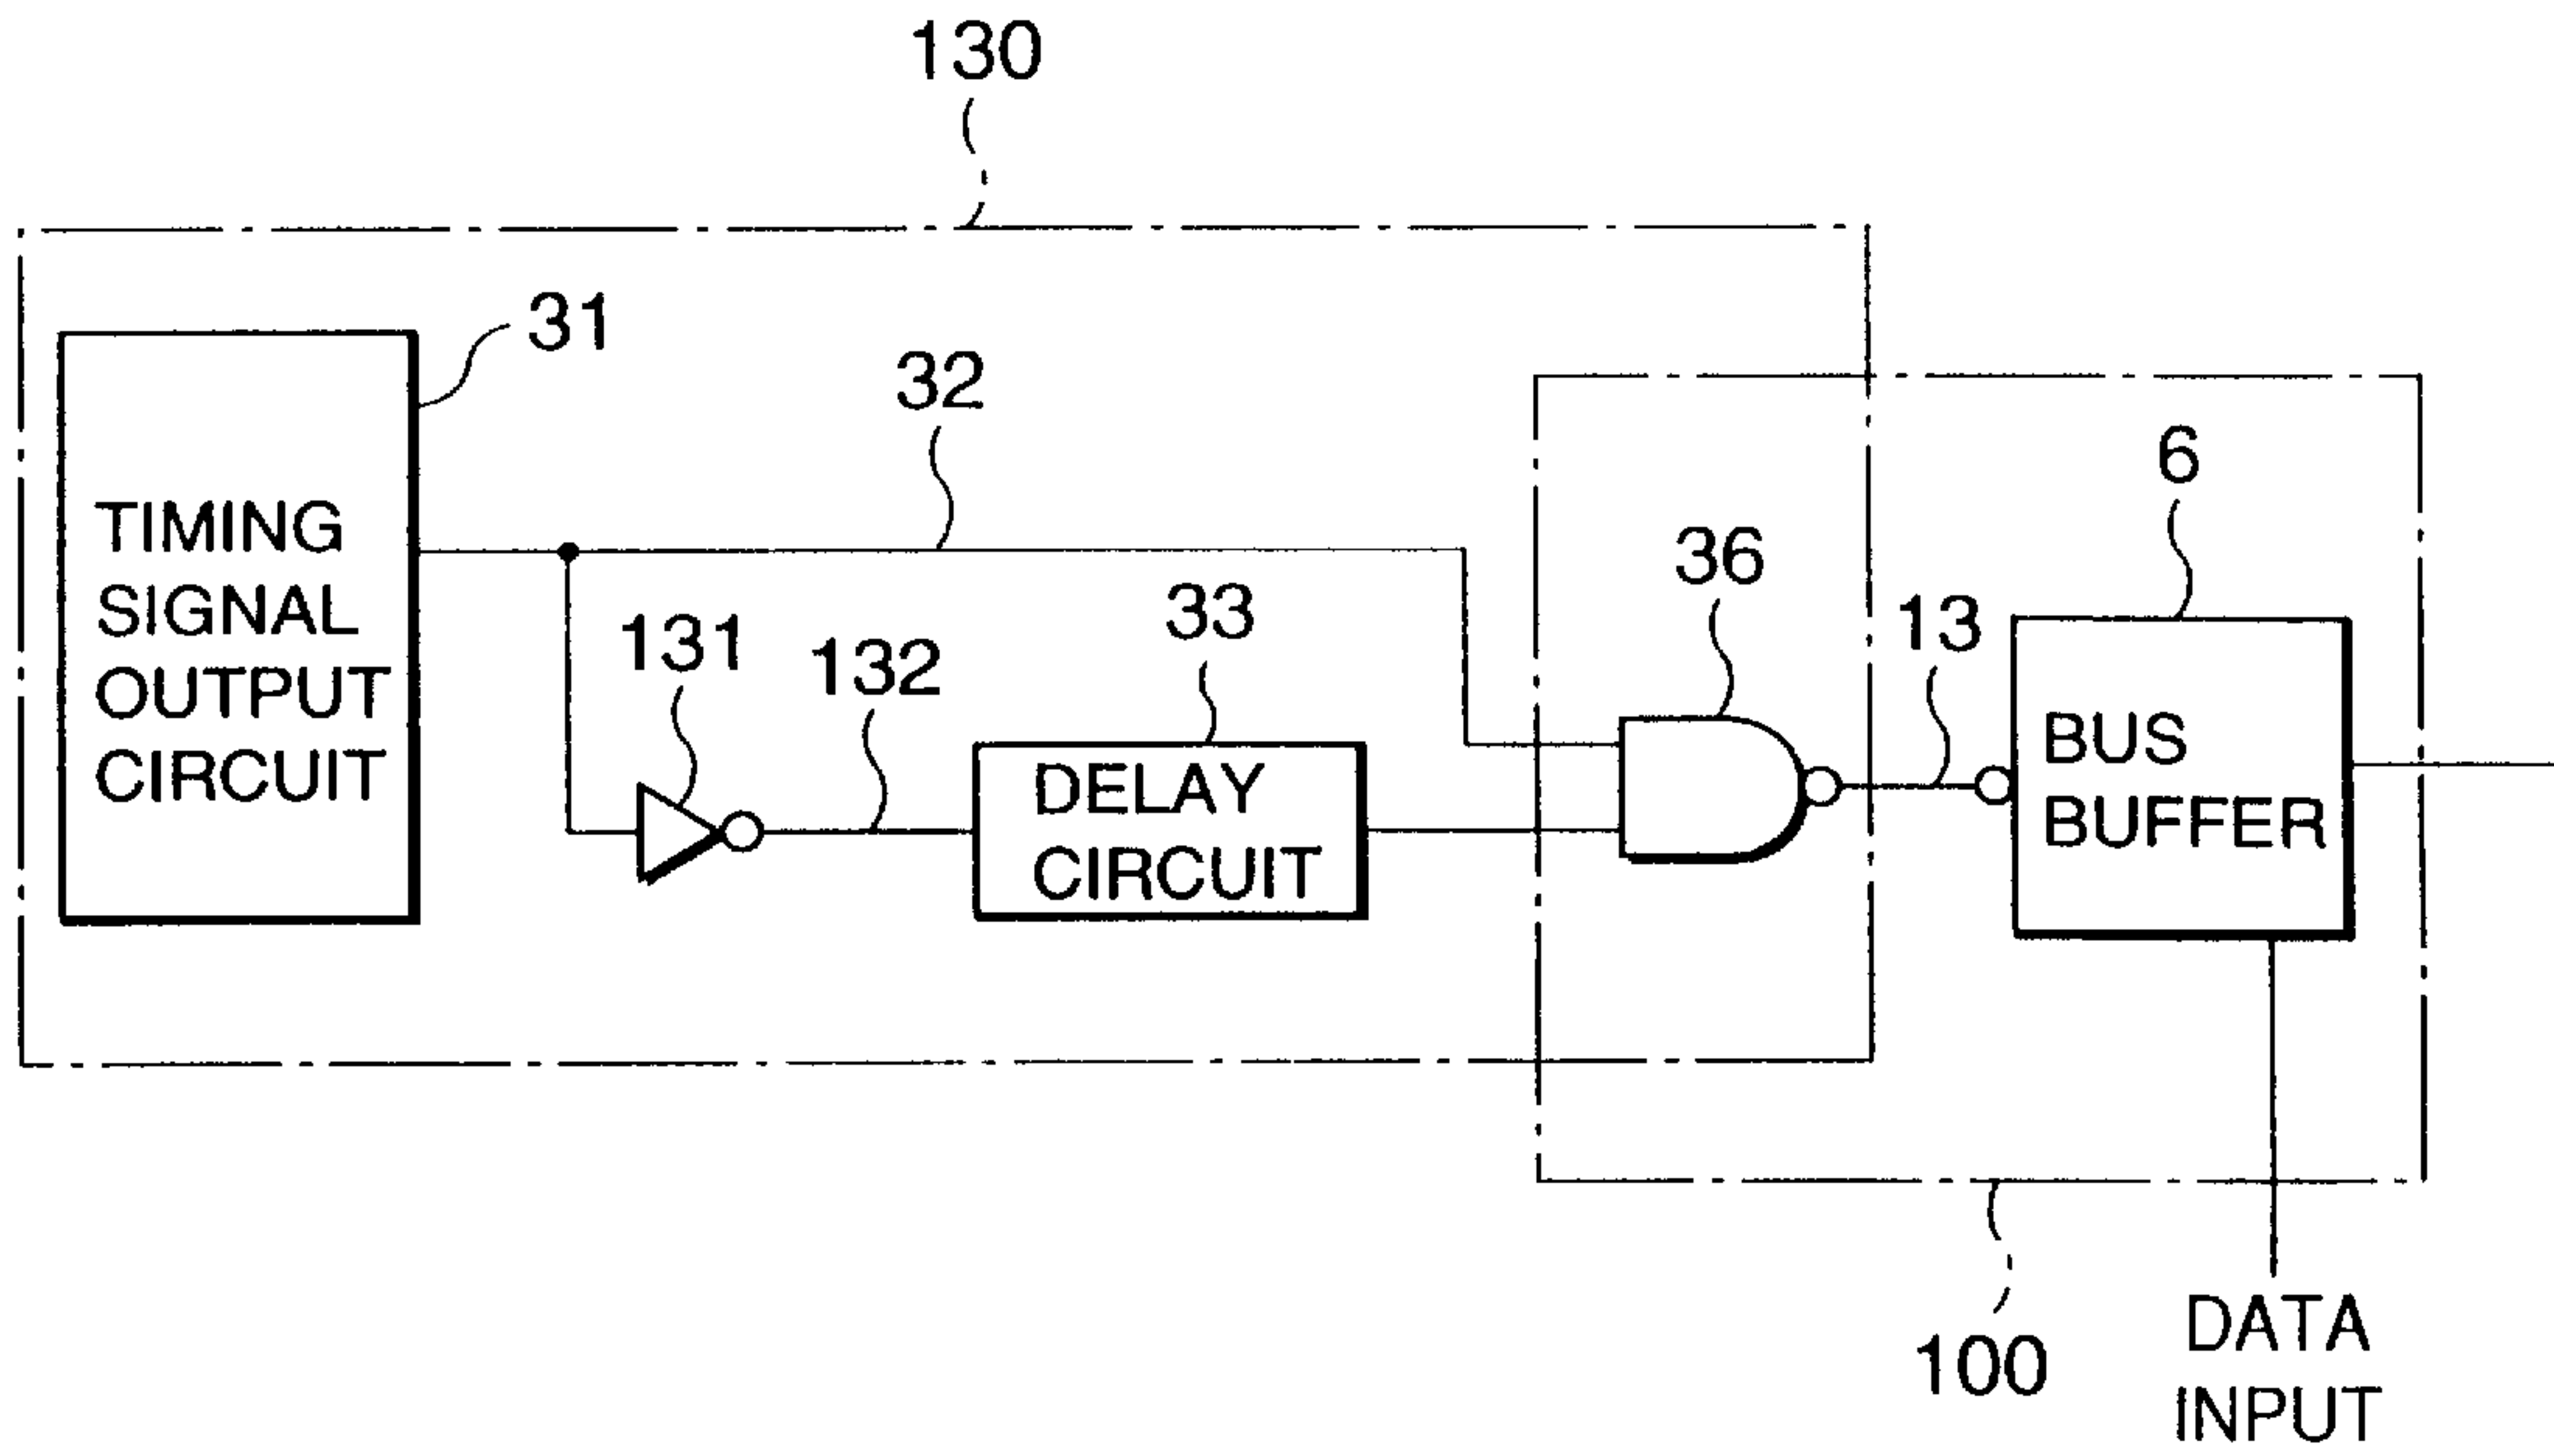 130
31
32
6
36
33
13
131
132
TIMING
SIGNAL
OUTPUT
CIRCUIT
DELAY
CIRCUIT
BUS
BUFFER
100
DATA
INPUT